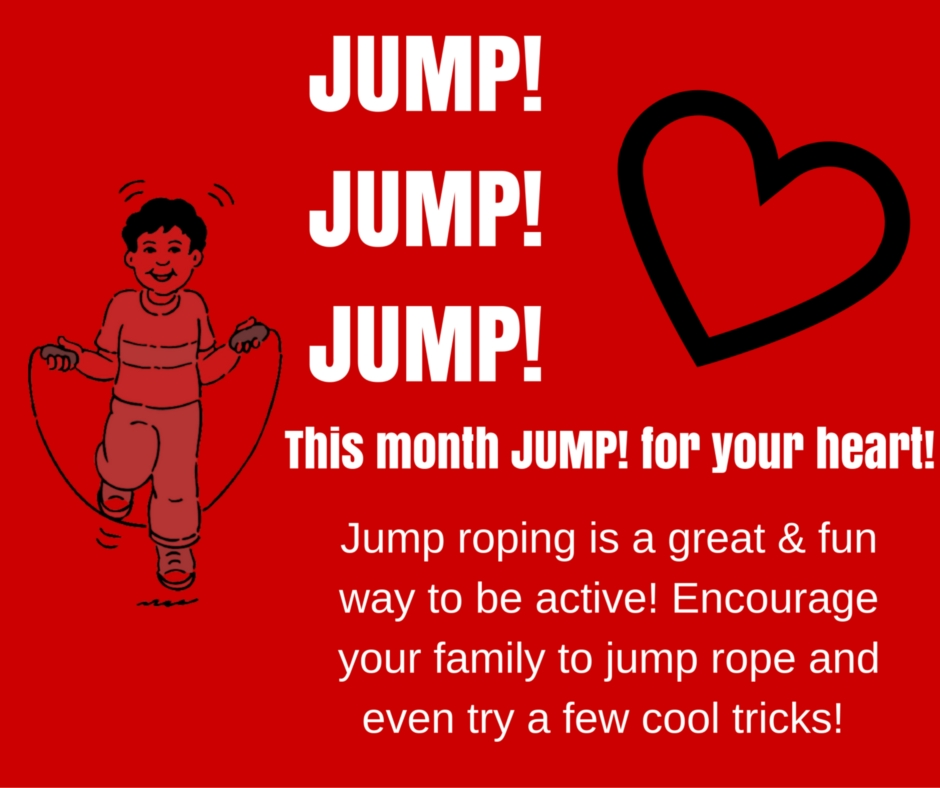 JUMP!
JUMP!
JUMP!
This month JUMP! for your heart!
Jump roping is a great & fun
way to be active! Encourage
your family to jump rope and
even try a few cool tricks!